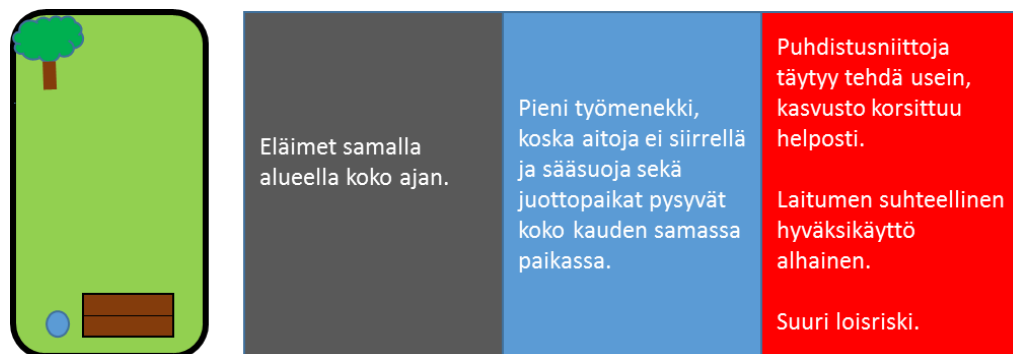 Eläimet samalla
alueella koko ajan.
Pieni työmenekki,
koska aitoja ei siirrellä
ja sääsuoja sekä
juottopaikat pysyvät
koko kauden samassa
paikassa.
Puhdistusniittoja
täytyy tehdä usein,
kasvusto korsittuu
helposti.
Laitumen suhteellinen
hyväksikäyttö
alhainen.
Suuri loisriski.